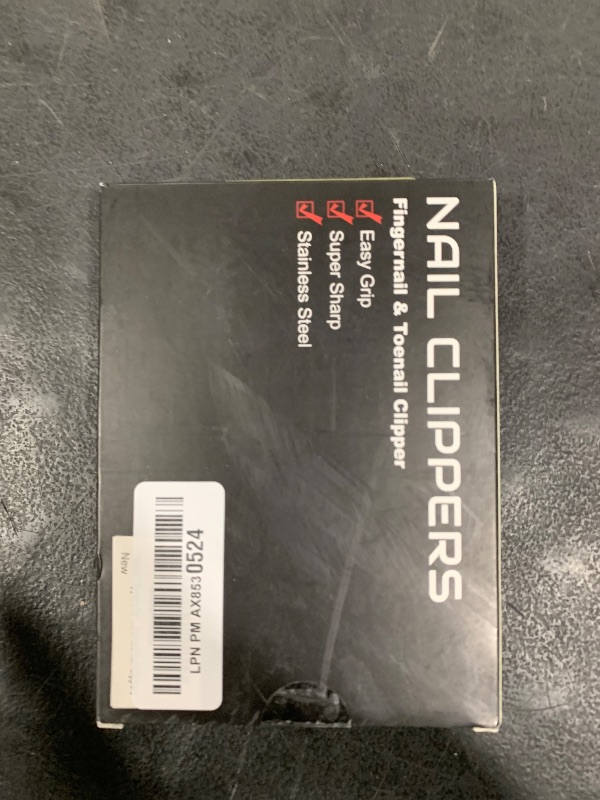 NAIL CLIPPERS
Fingernail & Toenail Clipper
Easy Grip
Super Sharp
Stainless Steel
LPN PM AX8530524
New